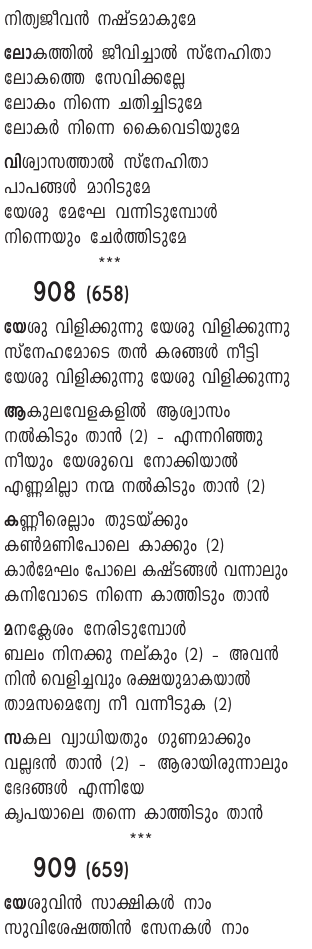 നിത്യജീവൻ നഷ്ടമാകുമേ
ലോകത്തിൽ ജീവിച്ചാൽ സ്നേഹിതാ
ലോകത്തെ സേവിക്കല്ലേ
ലോകം നിന്നെ ചതിച്ചിടുമേ
ലോകർ നിന്നെ കൈവെടിയുമേ
വിശ്വാസത്താൽ സ്നേഹിതാ
പാപങ്ങൾ മാറിടുമേ
യേശു മേഘേ വന്നിടുമ്പോൾ
നിന്നെയും ചേർത്തിടുമേ
***
908 (658)
യേശു വിളിക്കുന്നു യേശു വിളിക്കുന്നു
സ്നേഹമോടെ തൻ കരങ്ങൾ നീട്ടി
യേശു വിളിക്കുന്നു യേശു വിളിക്കുന്നു
ആകുലവേളകളിൽ ആശ്വാസം
നൽകിടും താൻ (2) – എന്നറിഞ്ഞു
നീയും യേശുവെ നോക്കിയാൽ
എണ്ണമില്ലാ നന്മ നൽകിടും താൻ (2)
കണ്ണീരെല്ലാം തുടയ്ക്കും
കൺമണിപോലെ കാക്കും (2)
കാർമേഘം പോലെ കഷ്ടങ്ങൾ വന്നാലും
കനിവോടെ നിന്നെ കാത്തിടും താൻ
മനക്ലേശം നേരിടുമ്പോൾ
ബലം നിനക്കു നല്കും (2) – അവൻ
നിൻ വെളിച്ചവും രക്ഷയുമാകയാൽ
താമസമെന്യേ നീ വന്നീടുക (2)
സകല വ്യാധിയതും ഗുണമാക്കും
വല്ലഭൻ താൻ (2) – ആരായിരുന്നാലും
ഭേദങ്ങൾ എന്നിയേ
കൃപയാലെ തന്നെ കാത്തിടും താൻ
***
909 (659)
യേശുവിൻ സാക്ഷികൾ നാം
സുവിശേഷത്തിൻ സേനകൾ നാം